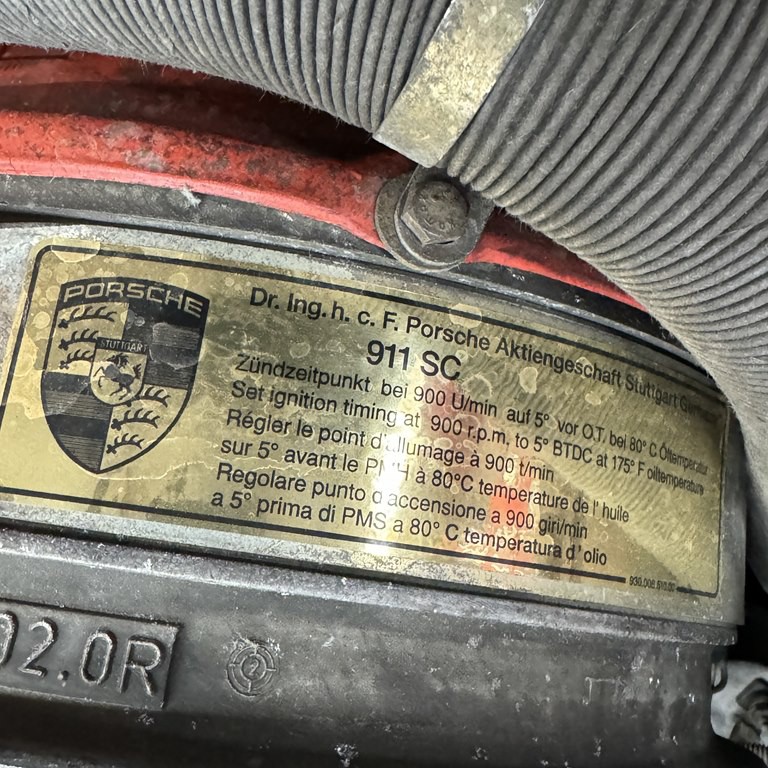 PORSCHE
STUTTGART
Dr. Ing. h. c. F. Porsche Aktiengeschaft Stuttgart
911 SC
Zündzeitpunkt bei 900 U/min auf 5° vor O.T. bei 80° C Öltemperatur
Set ignition timing at 900 r.p.m. to 5° BTDC at 175° F oiltemperature
Régler le point d'allumage à 900 t/min
sur 5° avant le PMH à 80°C temperature de l' huile
Regolare punto d'accensione a 900 giri/min
a 5° prima di PMS a 80° C temperatura d'olio
02.0R
2